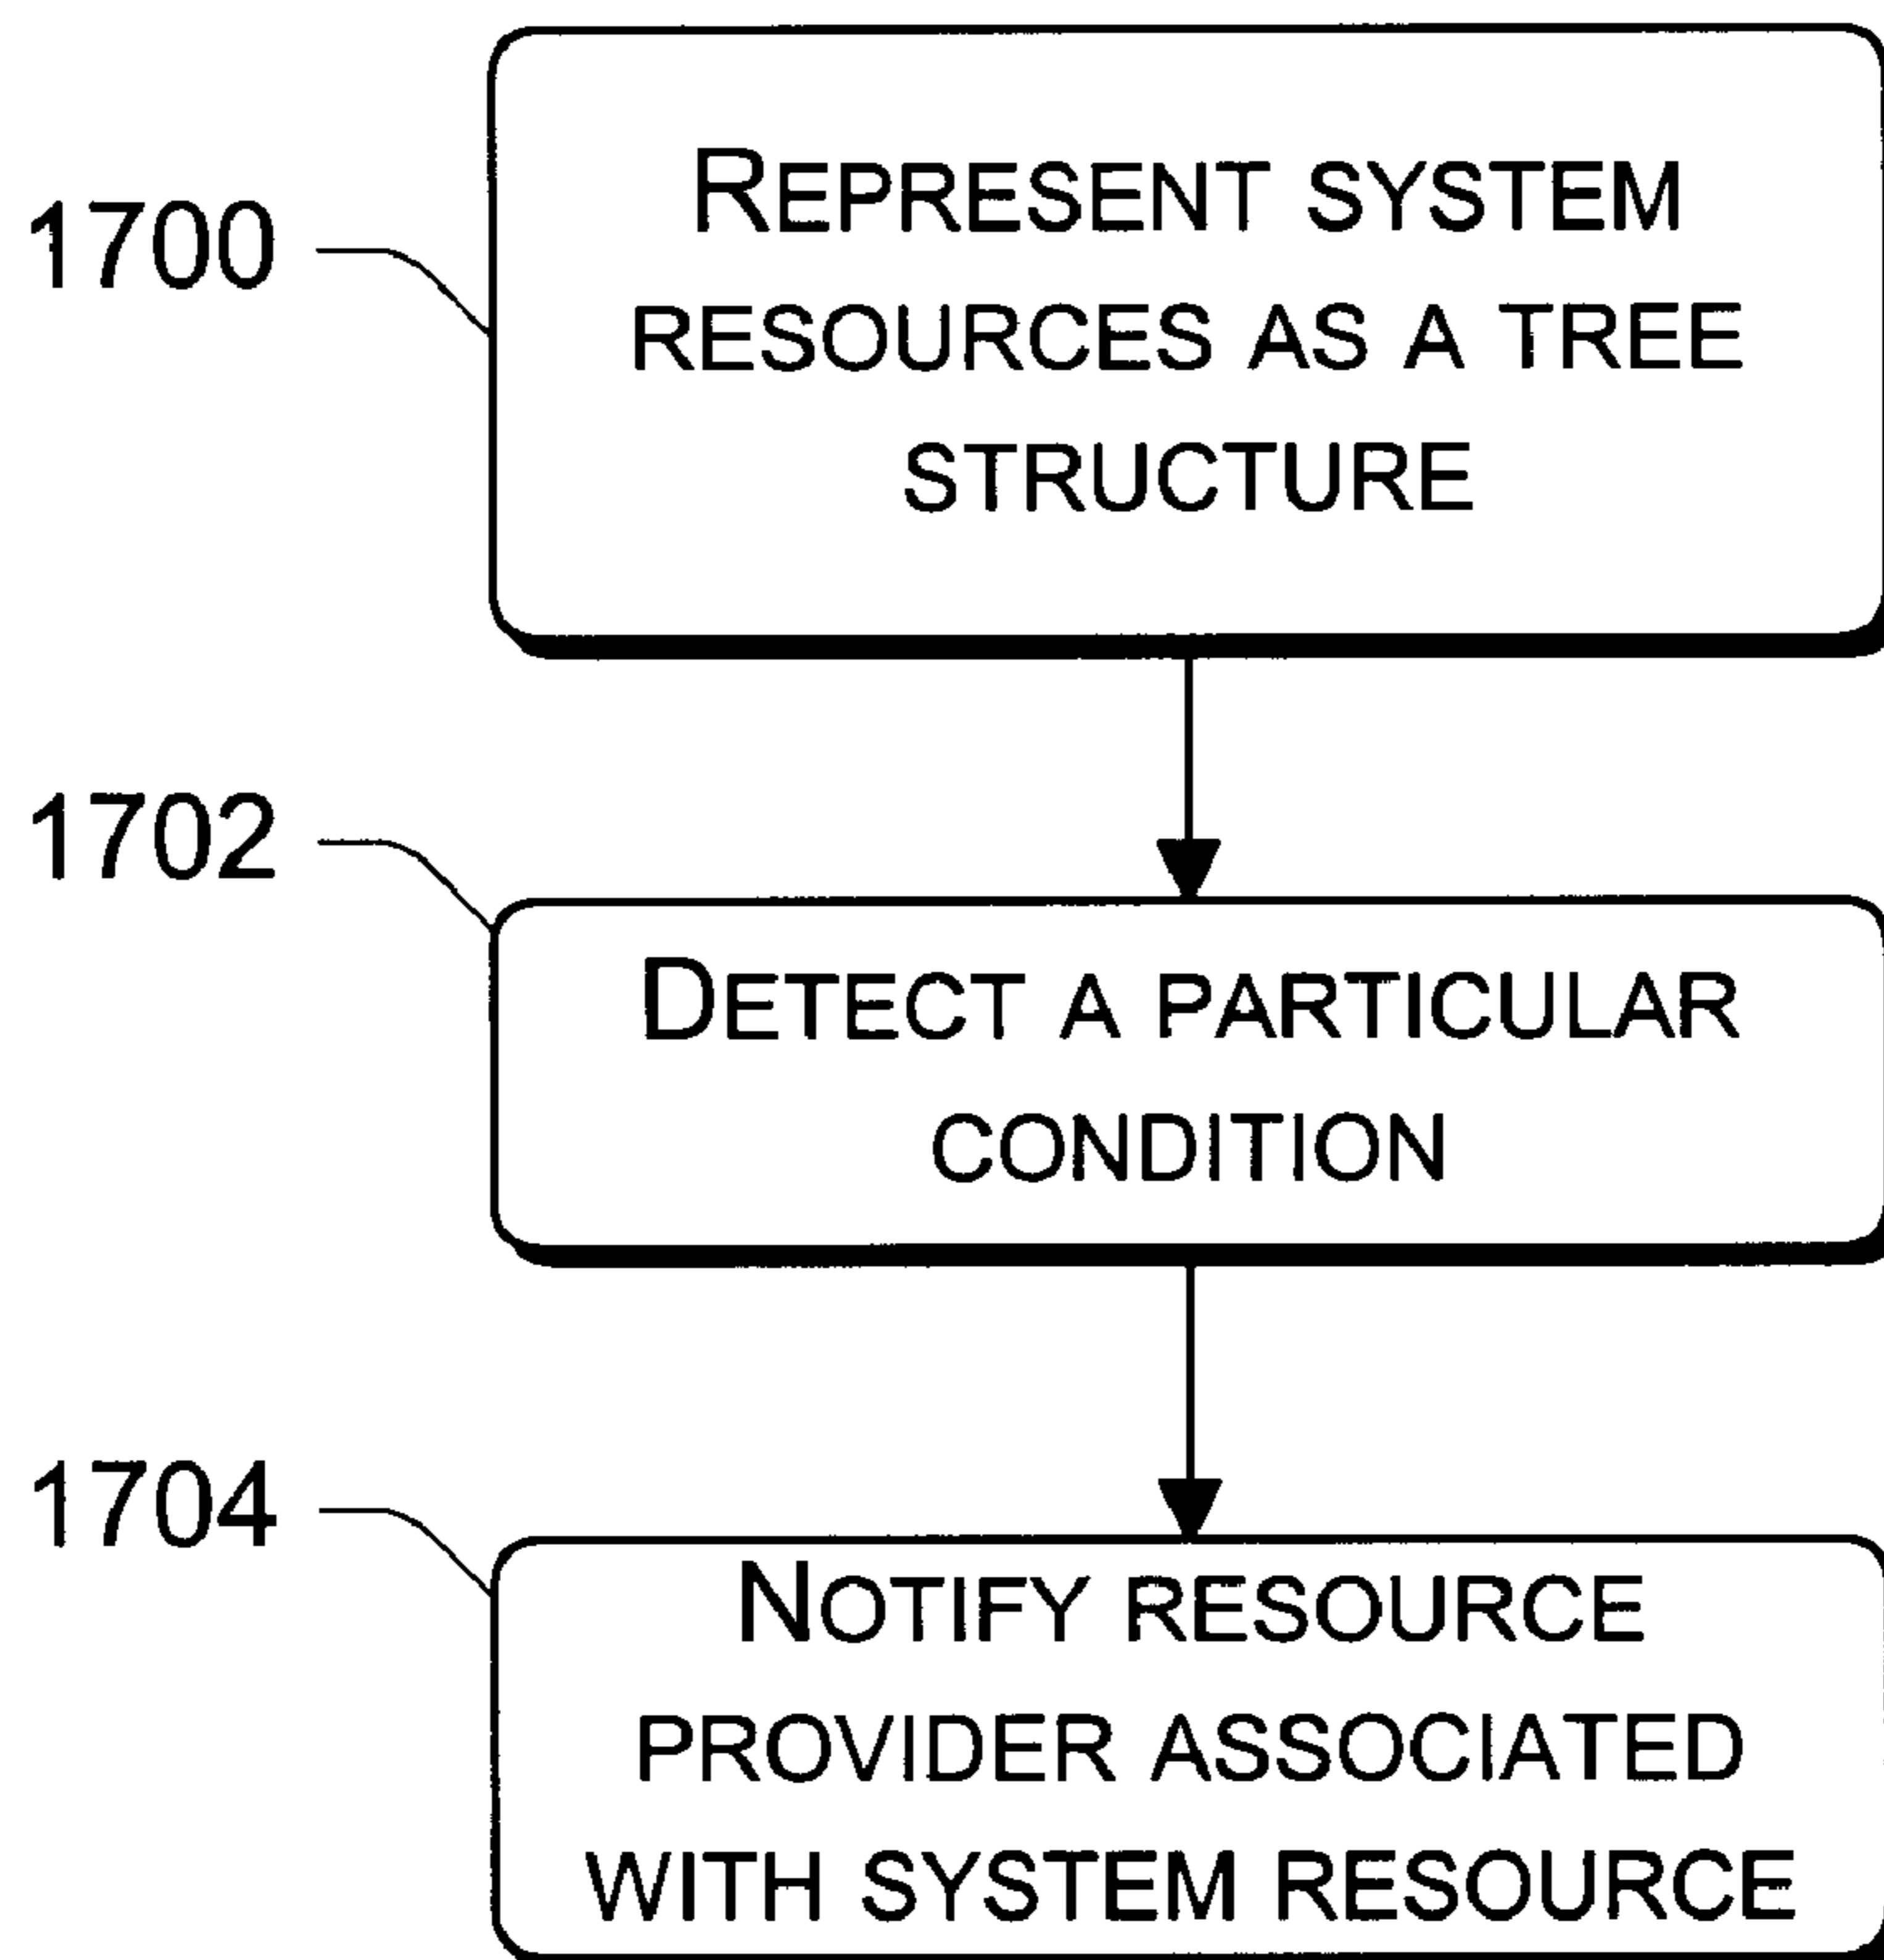 1700
REPRESENT SYSTEM
RESOURCES AS A TREE
STRUCTURE
1702
DETECT A PARTICULAR
CONDITION
1704
NOTIFY RESOURCE
PROVIDER ASSOCIATED
WITH SYSTEM RESOURCE